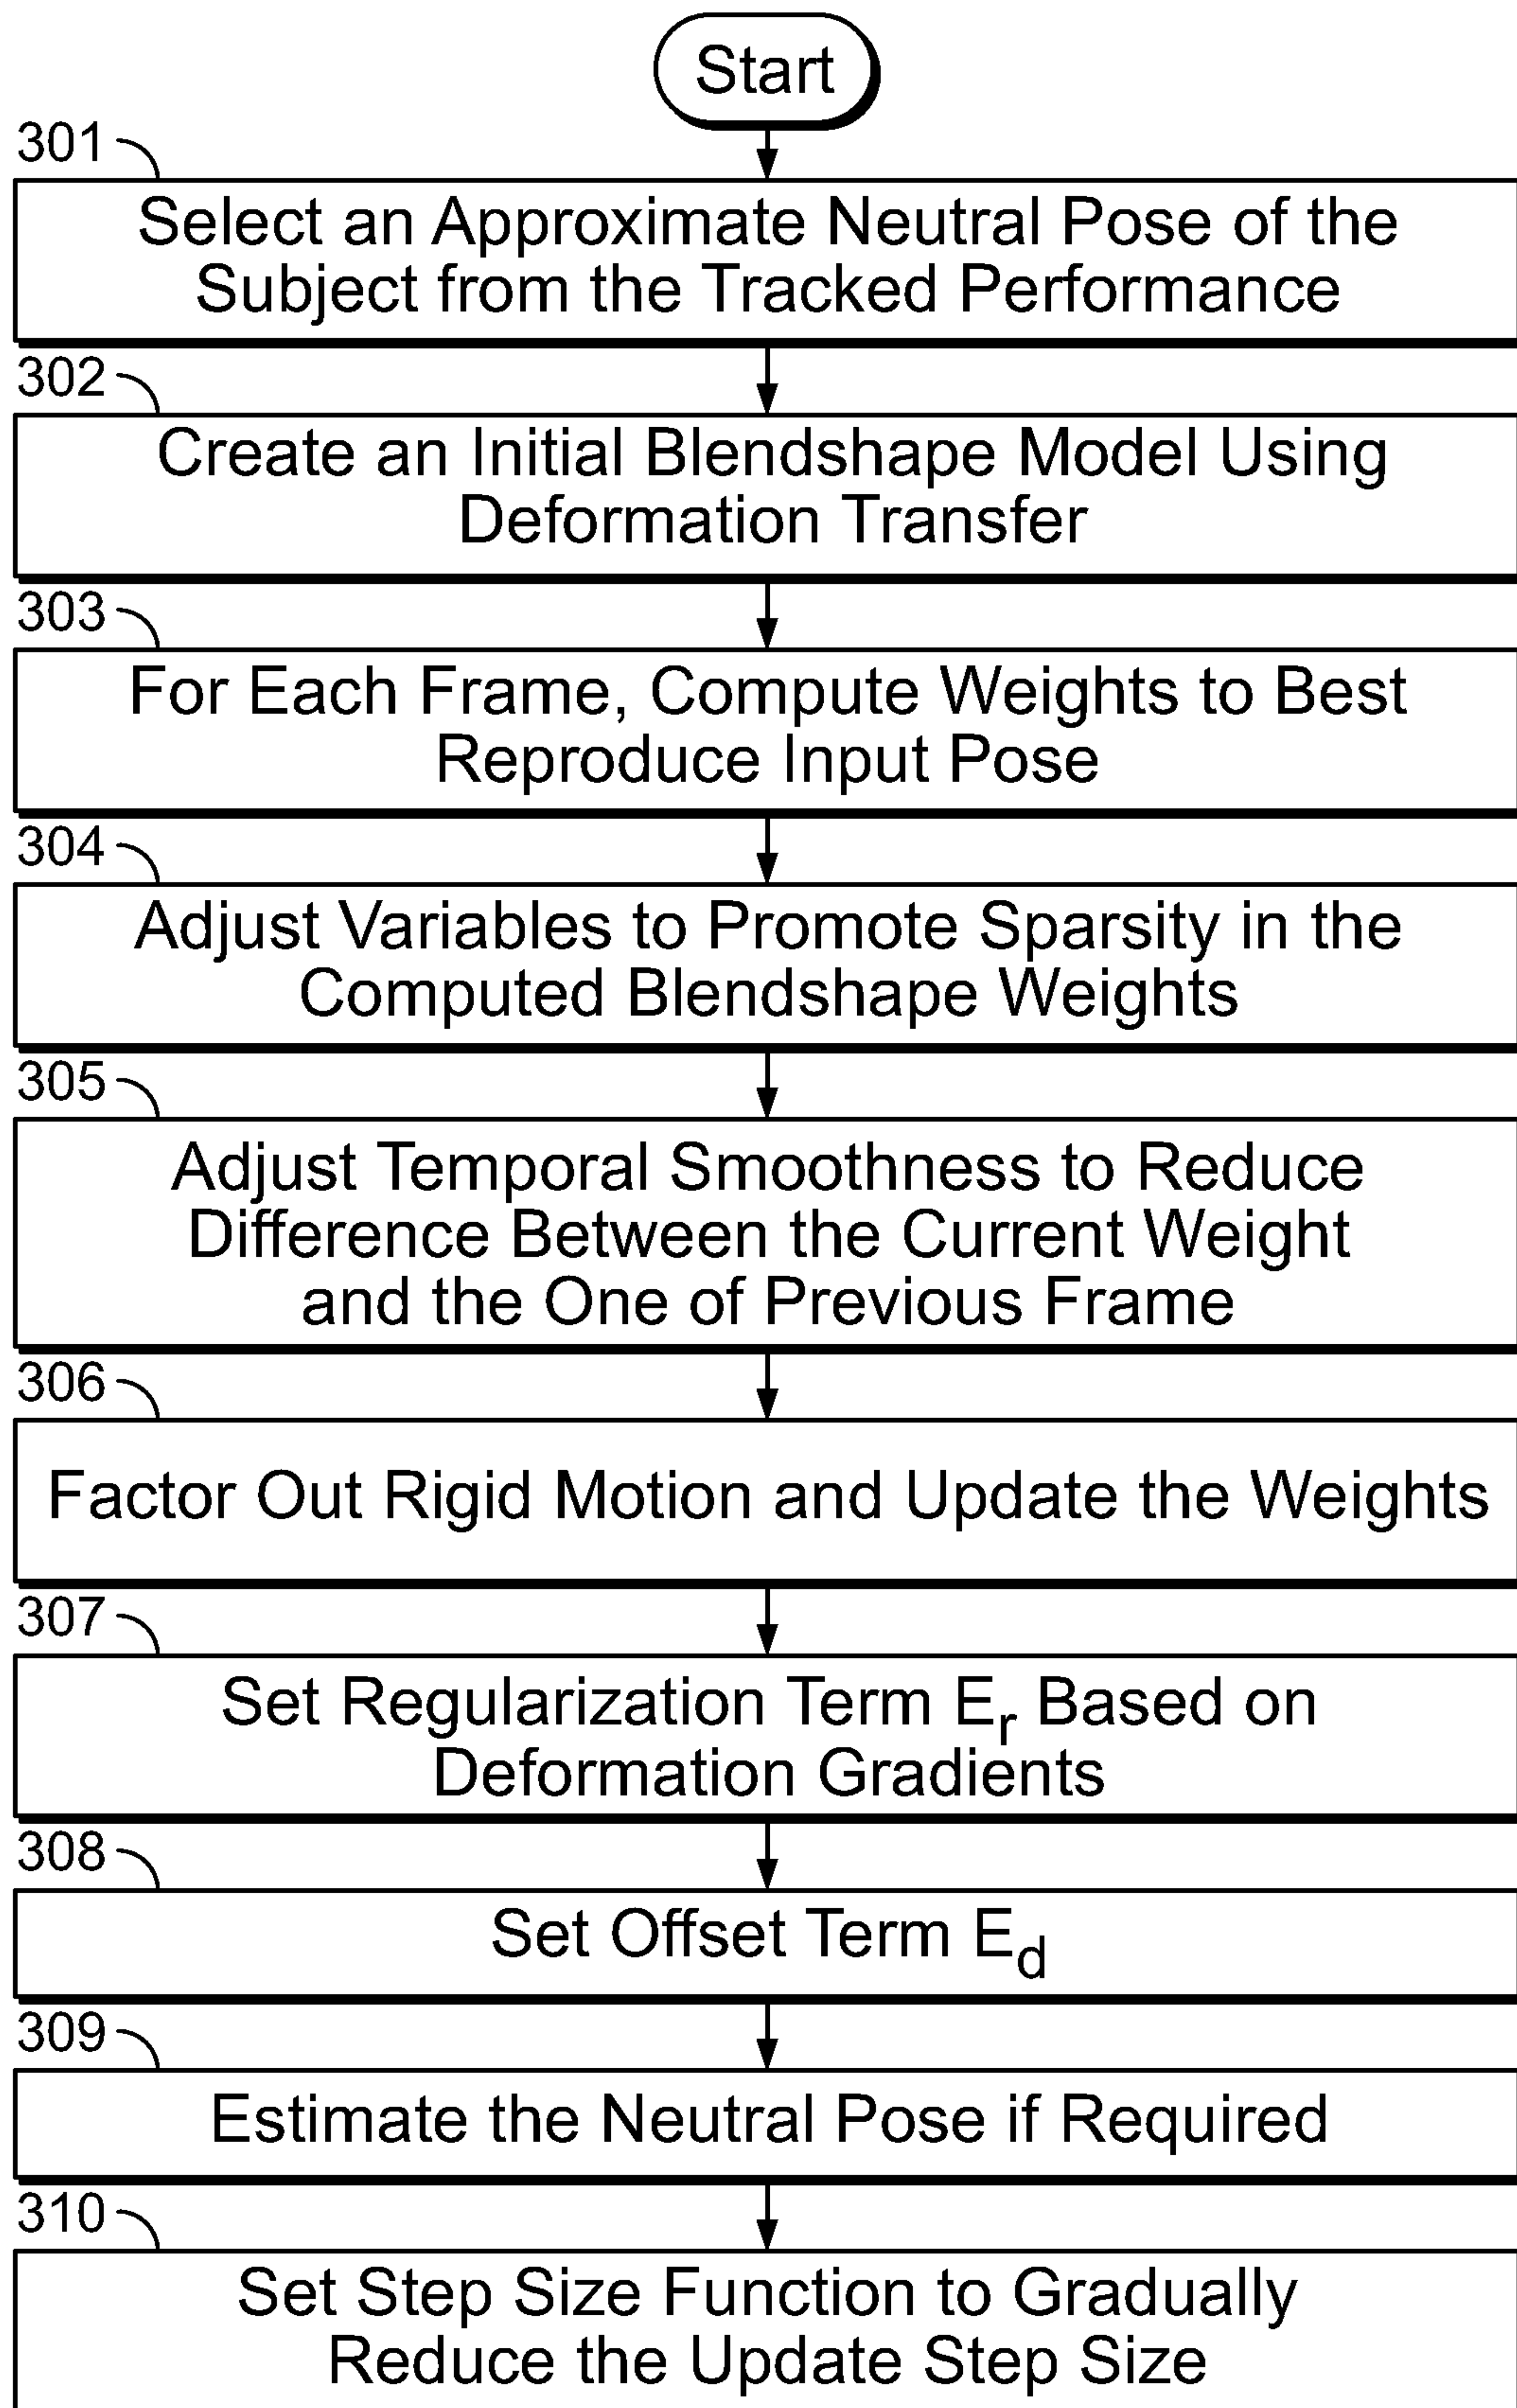 Start
301
Select an Approximate Neutral Pose of the
Subject from the Tracked Performance
302
Create an Initial Blendshape Model Using
Deformation Transfer
303
For Each Frame, Compute Weights to Best
Reproduce Input Pose
304
Adjust Variables to Promote Sparsity in the
Computed Blendshape Weights
305
Adjust Temporal Smoothness to Reduce
Difference Between the Current Weight
and the One of Previous Frame
306
Factor Out Rigid Motion and Update the Weights
307
Set Regularization Term E_r Based on
Deformation Gradients
308
Set Offset Term E_d
309
Estimate the Neutral Pose if Required
310
Set Step Size Function to Gradually
Reduce the Update Step Size